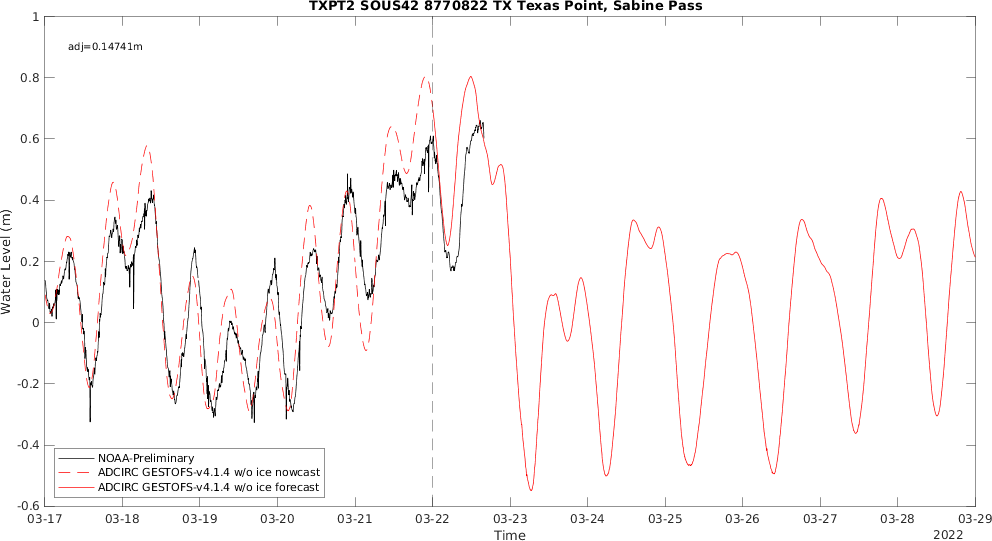 TXPT2 SOUS42 8770822 TX Texas Point, Sabine Pass
adj=0.14741m
Water Level (m)
1
0.8
0.6
0.4
0.2
0
-0.2
-0.4
-0.6
NOAA-Preliminary
ADCIRC GESTOFS-v4.1.4 w/o ice nowcast
ADCIRC GESTOFS-v4.1.4 w/o ice forecast
03-17 03-18 03-19 03-20 03-21 03-22 03-23 03-24 03-25 03-26 03-27 03-28 03-29
Time
2022